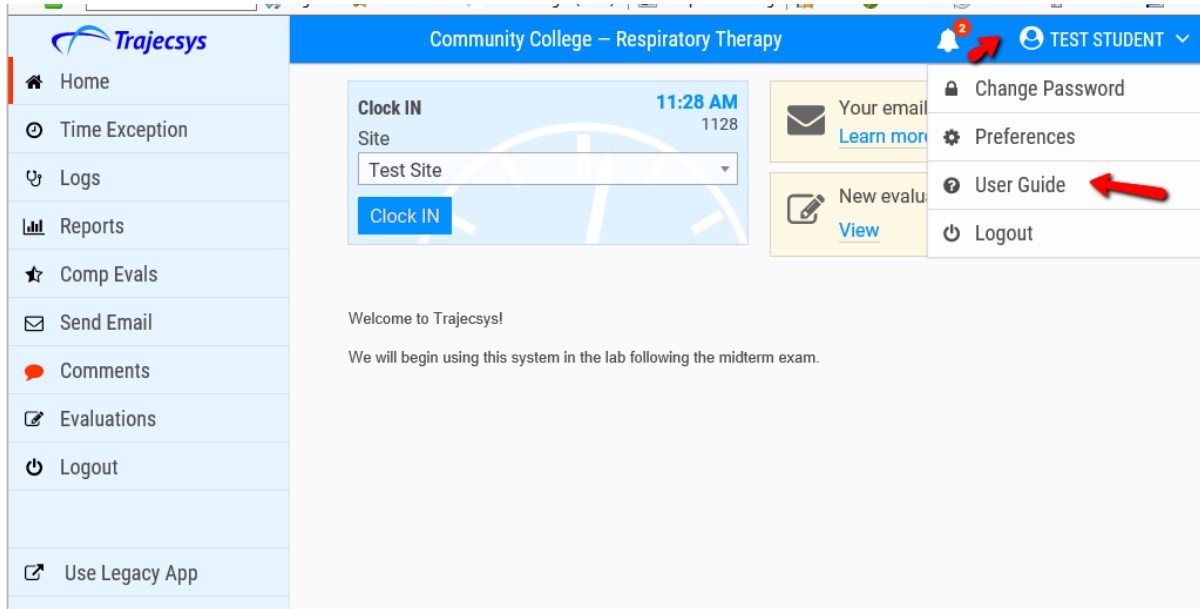 Trajecsys
Community College – Respiratory Therapy
2
TEST STUDENT
Home
Time Exception
Logs
Reports
Comp Evals
Send Email
Comments
Evaluations
Logout
Use Legacy App
Clock IN
11:28 AM
1128
Site
Test Site
Clock IN
Your email
Learn more
New evalu
View
Change Password
Preferences
User Guide
Logout
Welcome to Trajecsys!
We will begin using this system in the lab following the midterm exam.